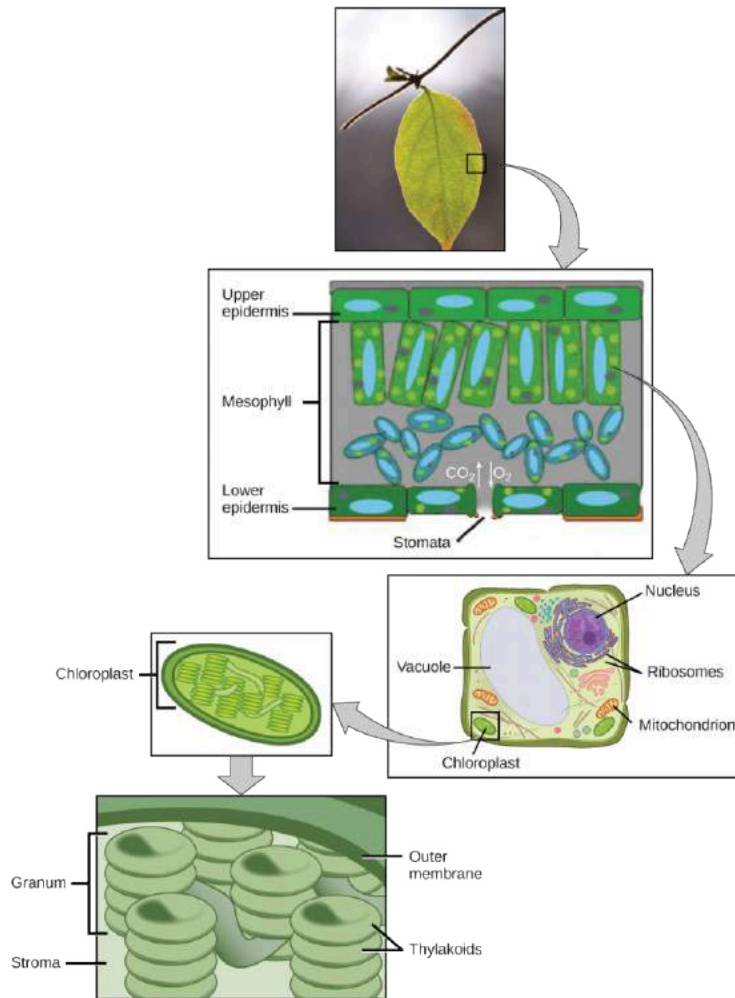 Upper
epidermis
Mesophyll
CO₂ O₂
Lower
epidermis
Stomata
Nucleus
Vacuole
Ribosomes
Mitochondrion
Chloroplast
Chloroplast
Outer
membrane
Granum
Thylakoids
Stroma